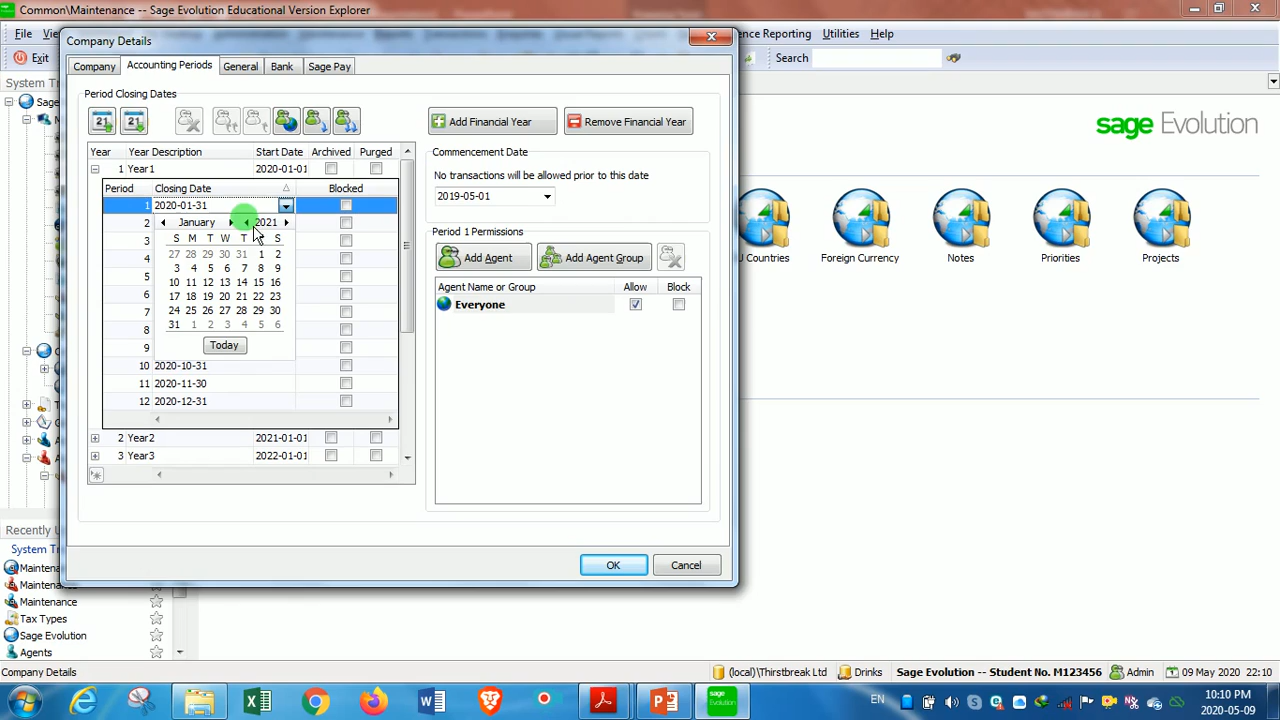 Common\Maintenance -- Sage Evolution Educational Version Explorer
File Vi
Company Details
ence Reporting Utilities Help
Exit
Search
System Tr
Company Accounting Periods General Bank Sage Pay
Sage
Period Closing Dates
21 21
Add Financial Year Remove Financial Year
sage Evolution
Year Year Description Start Date Archived Purged
1 Year1 2020-01-01
Commencement Date
No transactions will be allowed prior to this date
2019-05-01
Period Closing Date Blocked
1 2020-01-31
2 January 2021
3 S M T W T F S
27 28 29 30 31 1 2
4 3 4 5 6 7 8 9
5 10 11 12 13 14 15 16
6 17 18 19 20 21 22 23
7 24 25 26 27 28 29 30
8 31 1 2 3 4 5 6
9 Today
10 2020-10-31
11 2020-11-30
12 2020-12-31
2 Year2 2021-01-01
3 Year3 2022-01-01
Period 1 Permissions
Add Agent Add Agent Group
Agent Name or Group Allow Block
Everyone
U Countries Foreign Currency Notes Priorities Projects
OK Cancel
Recently U
System T
Mainten
Mainten
Maintenance
Tax Types
Sage Evolution
Agents
Company Details
(local)\Thirstbreak Ltd Drinks Sage Evolution -- Student No. M123456 Admin 09 May 2020 22:10
sage
EN
10:10 PM
2020-05-09